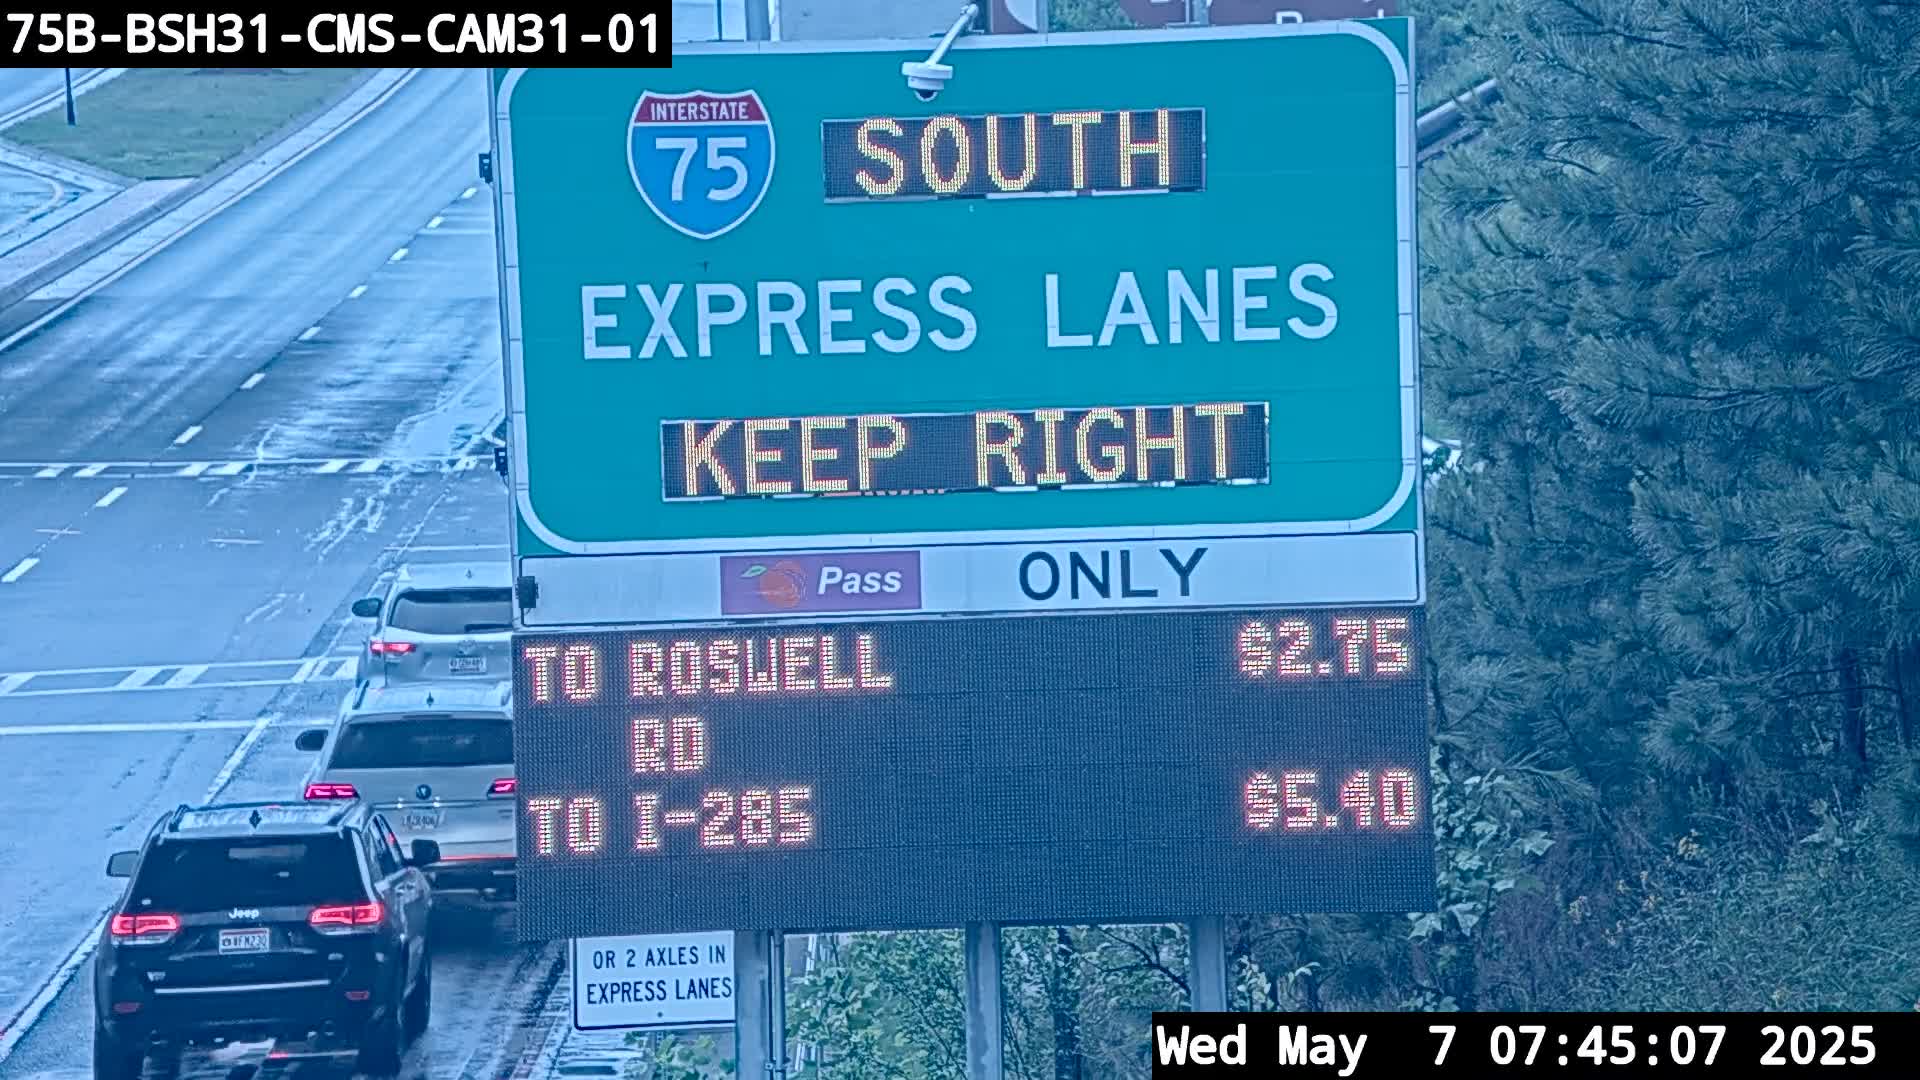 75B-BSH31-CMS-CAM31-01
INTERSTATE
75
SOUTH
EXPRESS LANES
KEEP RIGHT
Pass
ONLY
TO ROSWELL $2.75
RD
TO I-285 $5.40
Jeep
OR 2 AXLES IN
EXPRESS LANES
Wed May 7 07:45:07 2025